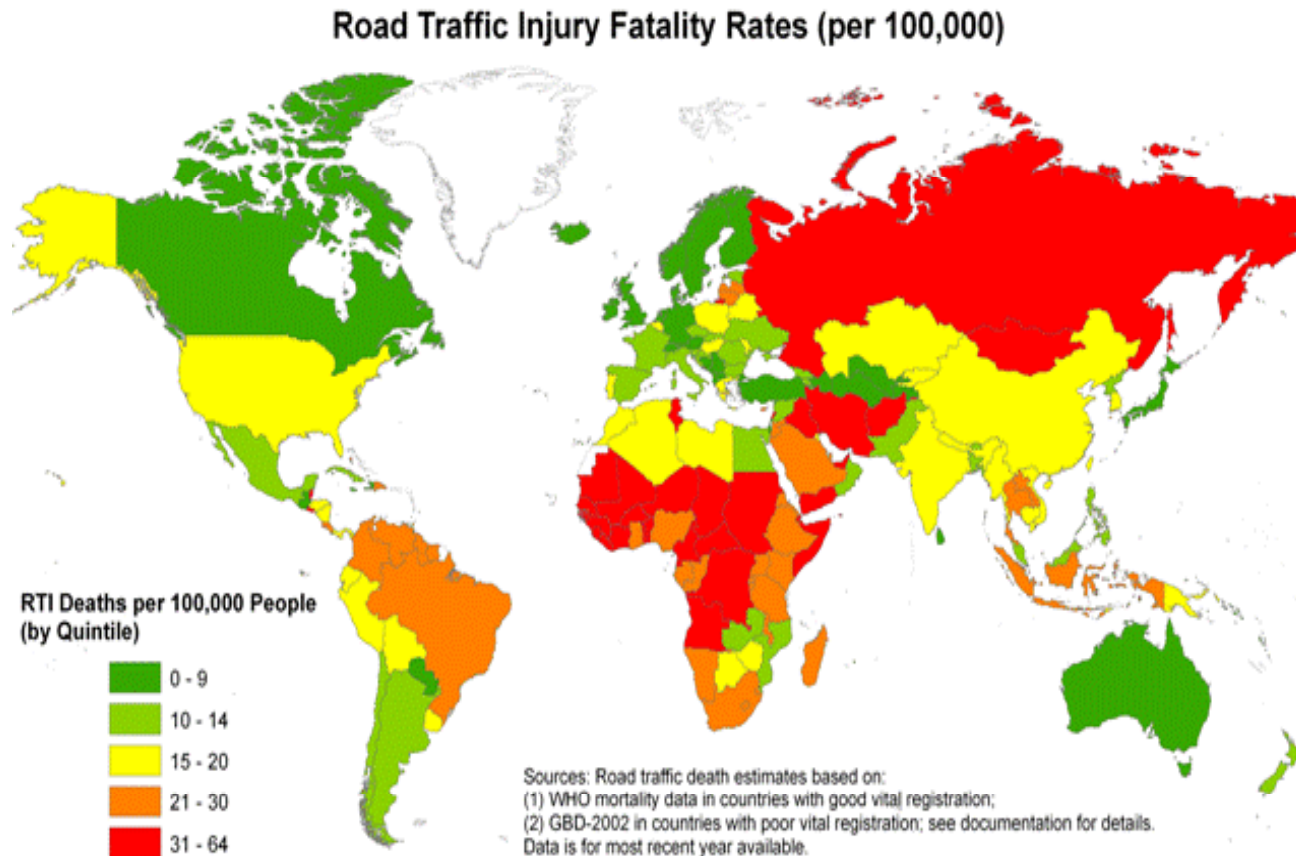 Road Traffic Injury Fatality Rates (per 100,000)
RTI Deaths per 100,000 People
(by Quintile)
0 - 9
10 - 14
15 - 20
21 - 30
31 - 64
Sources: Road traffic death estimates based on:
(1) WHO mortality data in countries with good vital registration;
(2) GBD-2002 in countries with poor vital registration; see documentation for details.
Data is for most recent year available.